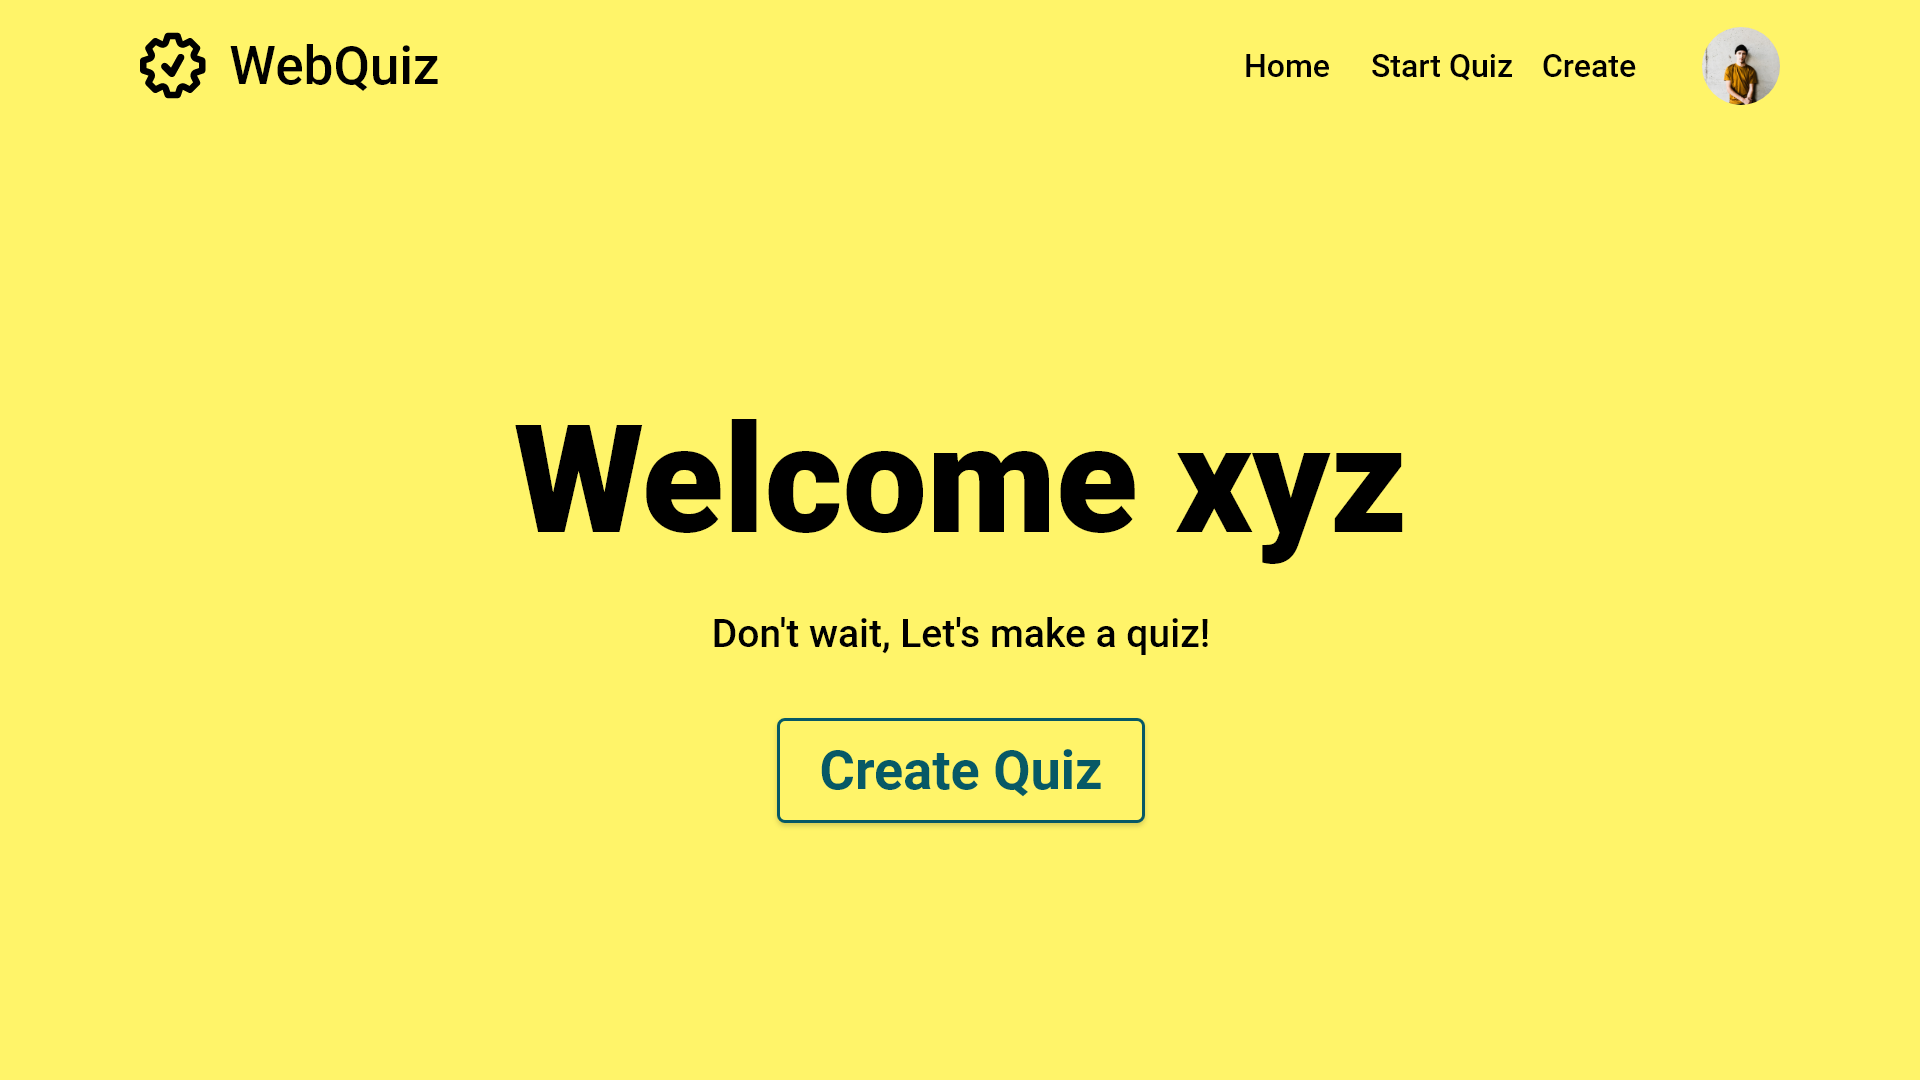 WebQuiz
Home Start Quiz Create
Welcome xyz
Don't wait, Let's make a quiz!
Create Quiz